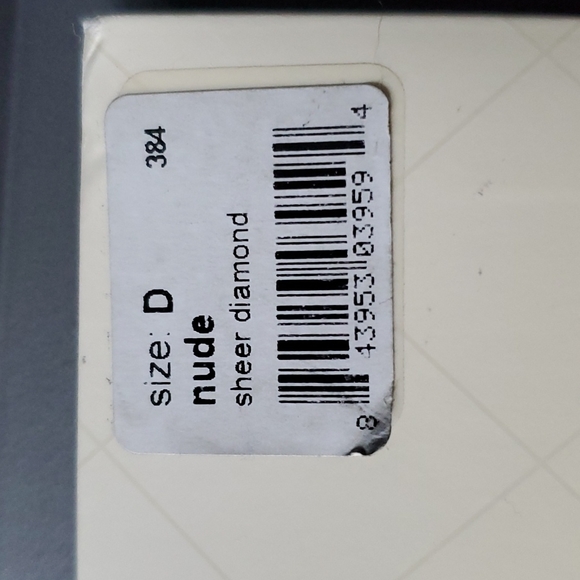 size: D 384
nude
sheer diamond
8 43953 03959 4